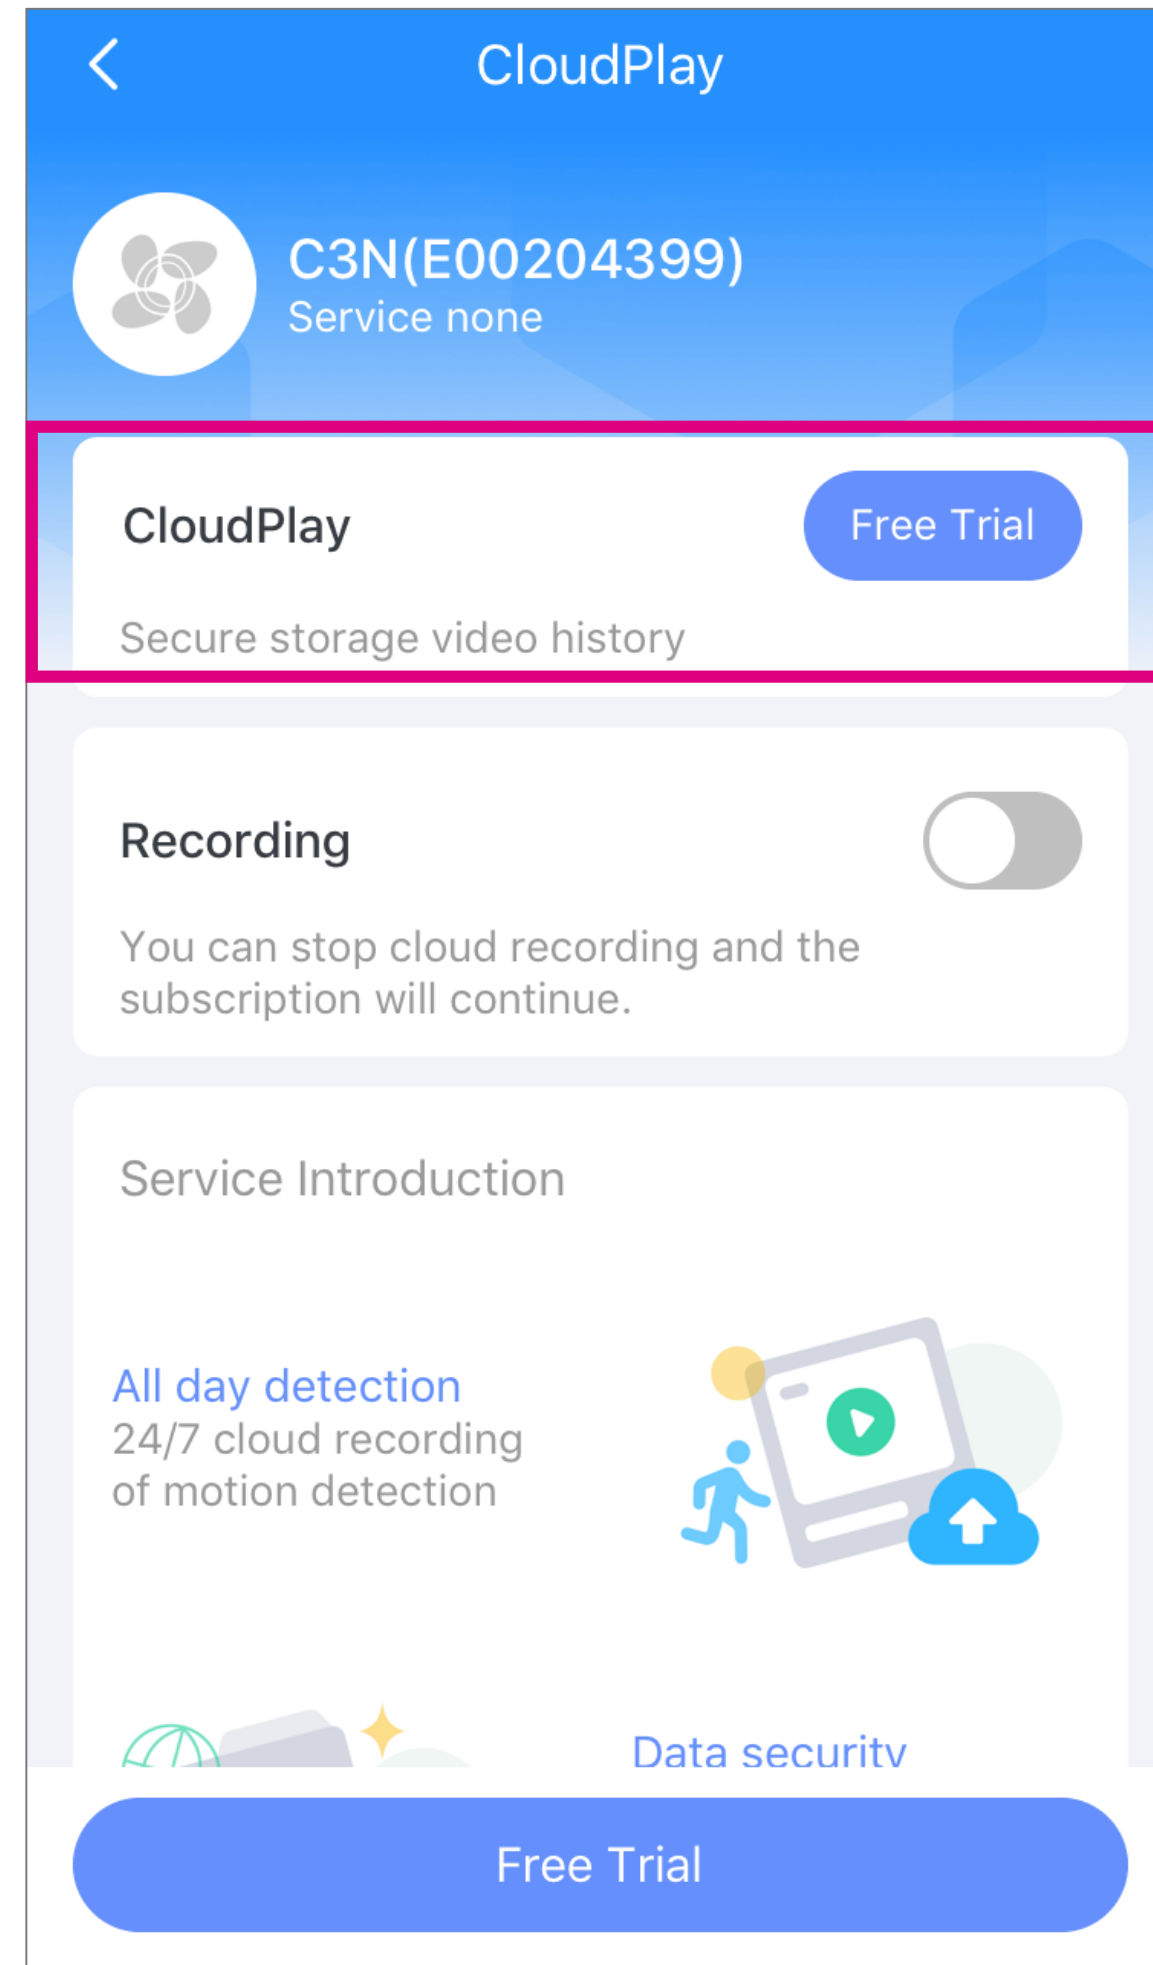 CloudPlay
C3N(E00204399)
Service none
CloudPlay
Free Trial
Secure storage video history
Recording
You can stop cloud recording and the
subscription will continue.
Service Introduction
All day detection
24/7 cloud recording
of motion detection
Data security
Free Trial